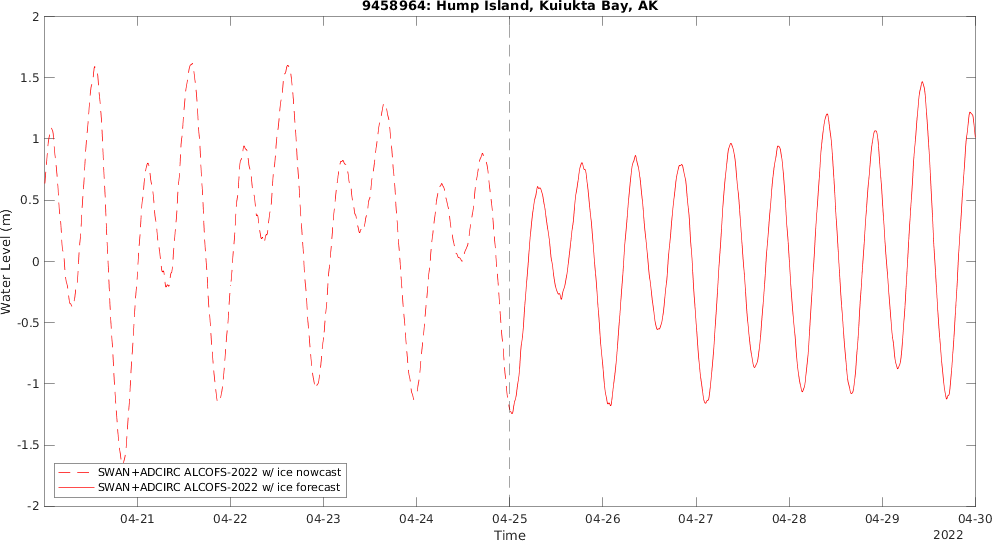 9458964: Hump Island, Kuiukta Bay, AK
2
1.5
1
0.5
0
-0.5
-1
-1.5
-2
Water Level (m)
SWAN+ADCIRC ALCOFS-2022 w/ ice nowcast
SWAN+ADCIRC ALCOFS-2022 w/ ice forecast
04-21 04-22 04-23 04-24 04-25 04-26 04-27 04-28 04-29 04-30
Time
2022